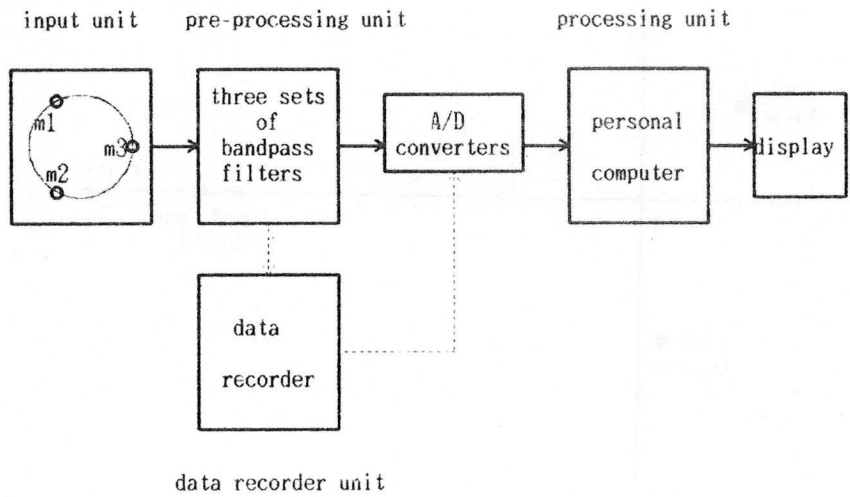 input unit
pre-processing unit
processing unit
m1
m2
m3
three sets
of
bandpass
filters
A/D
converters
personal
computer
display
data
recorder
data recorder unit